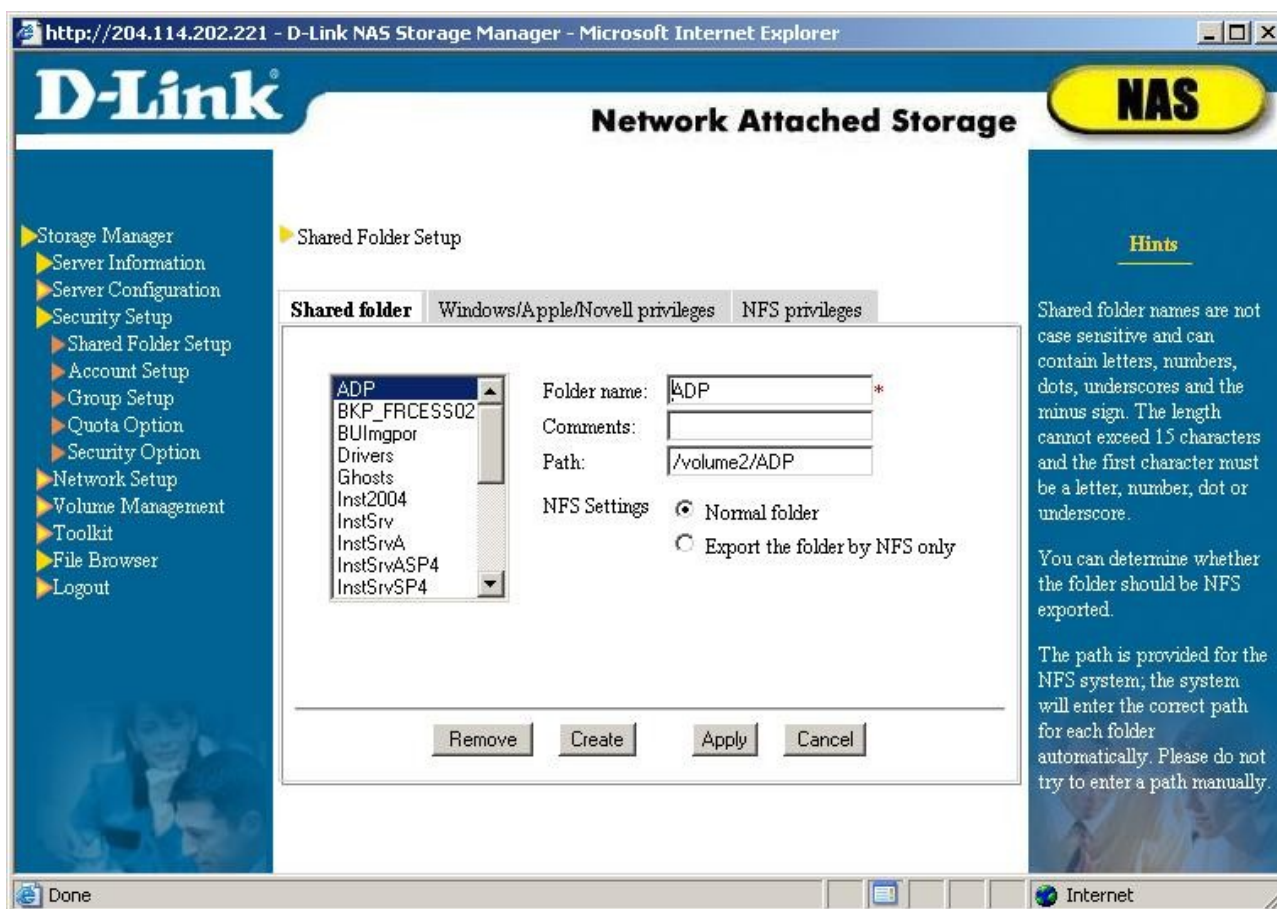 http://204.114.202.221 - D-Link NAS Storage Manager - Microsoft Internet Explorer
D-Link
Network Attached Storage
NAS
Storage Manager
Server Information
Server Configuration
Security Setup
Shared Folder Setup
Account Setup
Group Setup
Quota Option
Security Option
Network Setup
Volume Management
Toolkit
File Browser
Logout
Shared Folder Setup
Shared folder Windows/Apple/Novell privileges NFS privileges
ADP
BKP_FRCESS02
BUImgpor
Drivers
Ghosts
Inst2004
InstSrv
InstSrvA
InstSrvASP4
InstSrvSP4
Folder name: ADP *
Comments:
Path: /volume2/ADP
NFS Settings Normal folder
Export the folder by NFS only
Remove Create Apply Cancel
Hints
Shared folder names are not
case sensitive and can
contain letters, numbers,
dots, underscores and the
minus sign. The length
cannot exceed 15 characters
and the first character must
be a letter, number, dot or
underscore.
You can determine whether
the folder should be NFS
exported.
The path is provided for the
NFS system; the system
will enter the correct path
for each folder
automatically. Please do not
try to enter a path manually.
Done
Internet